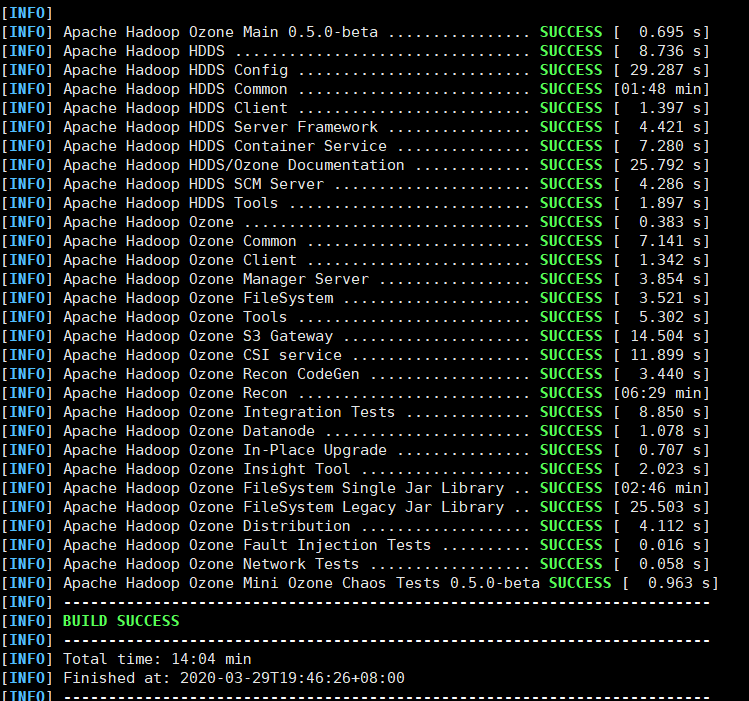 [INFO]
[INFO] Apache Hadoop Ozone Main 0.5.0-beta ................ SUCCESS [  0.695 s]
[INFO] Apache Hadoop HDDS ................................. SUCCESS [  8.736 s]
[INFO] Apache Hadoop HDDS Config .......................... SUCCESS [ 29.287 s]
[INFO] Apache Hadoop HDDS Common .......................... SUCCESS [01:48 min]
[INFO] Apache Hadoop HDDS Client .......................... SUCCESS [  1.397 s]
[INFO] Apache Hadoop HDDS Server Framework ................ SUCCESS [  4.421 s]
[INFO] Apache Hadoop HDDS Container Service ............... SUCCESS [  7.280 s]
[INFO] Apache Hadoop HDDS/Ozone Documentation ............. SUCCESS [ 25.792 s]
[INFO] Apache Hadoop HDDS SCM Server ...................... SUCCESS [  4.286 s]
[INFO] Apache Hadoop HDDS Tools ........................... SUCCESS [  1.897 s]
[INFO] Apache Hadoop Ozone ................................ SUCCESS [  0.383 s]
[INFO] Apache Hadoop Ozone Common ......................... SUCCESS [  7.141 s]
[INFO] Apache Hadoop Ozone Client ......................... SUCCESS [  1.342 s]
[INFO] Apache Hadoop Ozone Manager Server ................. SUCCESS [  3.854 s]
[INFO] Apache Hadoop Ozone FileSystem ..................... SUCCESS [  3.521 s]
[INFO] Apache Hadoop Ozone Tools .......................... SUCCESS [  5.302 s]
[INFO] Apache Hadoop Ozone S3 Gateway ..................... SUCCESS [ 14.504 s]
[INFO] Apache Hadoop Ozone CSI service .................... SUCCESS [ 11.899 s]
[INFO] Apache Hadoop Ozone Recon CodeGen .................. SUCCESS [  3.440 s]
[INFO] Apache Hadoop Ozone Recon .......................... SUCCESS [06:29 min]
[INFO] Apache Hadoop Ozone Integration Tests .............. SUCCESS [  8.850 s]
[INFO] Apache Hadoop Ozone Datanode ....................... SUCCESS [  1.078 s]
[INFO] Apache Hadoop Ozone In-Place Upgrade ............... SUCCESS [  0.707 s]
[INFO] Apache Hadoop Ozone Insight Tool ................... SUCCESS [  2.023 s]
[INFO] Apache Hadoop Ozone FileSystem Single Jar Library .. SUCCESS [02:46 min]
[INFO] Apache Hadoop Ozone FileSystem Legacy Jar Library .. SUCCESS [ 25.503 s]
[INFO] Apache Hadoop Ozone Distribution ................... SUCCESS [  4.112 s]
[INFO] Apache Hadoop Ozone Fault Injection Tests .......... SUCCESS [  0.016 s]
[INFO] Apache Hadoop Ozone Network Tests .................. SUCCESS [  0.058 s]
[INFO] Apache Hadoop Ozone Mini Ozone Chaos Tests 0.5.0-beta SUCCESS [  0.963 s]
[INFO] ------------------------------------------------------------------------
[INFO] BUILD SUCCESS
[INFO] ------------------------------------------------------------------------
[INFO] Total time: 14:04 min
[INFO] Finished at: 2020-03-29T19:46:26+08:00
[INFO] ------------------------------------------------------------------------